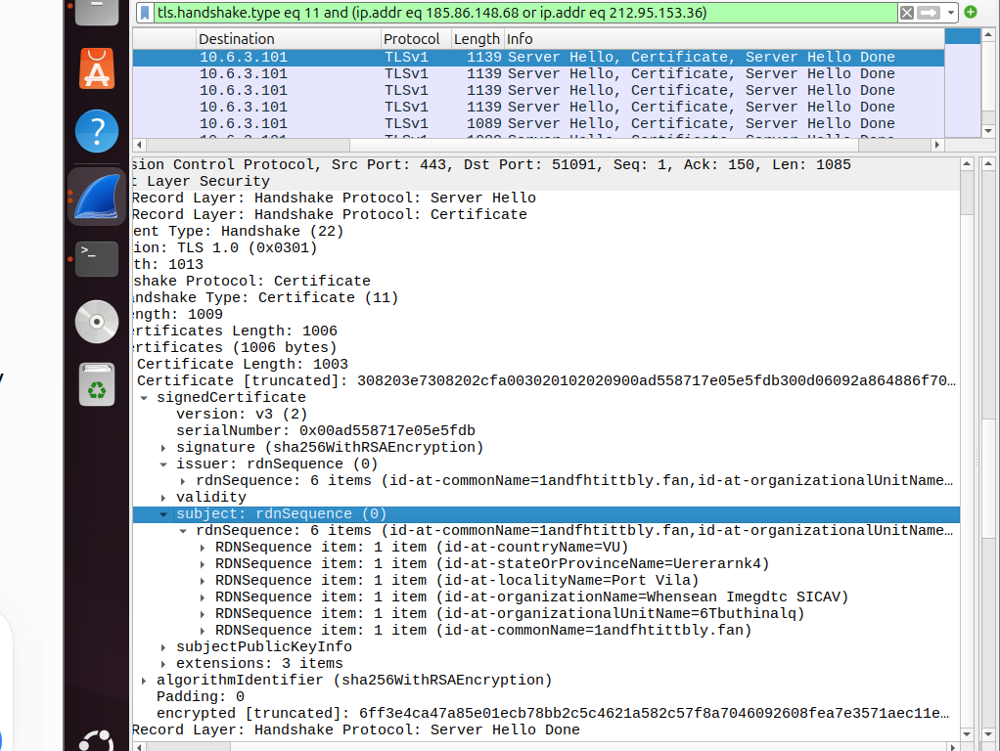 tls.handshake.type eq 11 and (ip.addr eq 185.86.148.68 or ip.addr eq 212.95.153.36)
Destination Protocol Length Info
10.6.3.101 TLSv1 1139 Server Hello, Certificate, Server Hello Done
10.6.3.101 TLSv1 1139 Server Hello, Certificate, Server Hello Done
10.6.3.101 TLSv1 1139 Server Hello, Certificate, Server Hello Done
10.6.3.101 TLSv1 1139 Server Hello, Certificate, Server Hello Done
10.6.3.101 TLSv1 1089 Server Hello, Certificate, Server Hello Done
sion Control Protocol, Src Port: 443, Dst Port: 51091, Seq: 1, Ack: 150, Len: 1085
t Layer Security
Record Layer: Handshake Protocol: Server Hello
Record Layer: Handshake Protocol: Certificate
ent Type: Handshake (22)
ion: TLS 1.0 (0x0301)
th: 1013
shake Protocol: Certificate
andshake Type: Certificate (11)
ength: 1009
ertificates Length: 1006
ertificates (1006 bytes)
Certificate Length: 1003
Certificate [truncated]: 308203e7308202cfa003020102020900ad558717e05e5fdb300d06092a864886f70…
signedCertificate
version: v3 (2)
serialNumber: 0x00ad558717e05e5fdb
signature (sha256WithRSAEncryption)
issuer: rdnSequence (0)
rdnSequence: 6 items (id-at-commonName=1andfhtittbly.fan,id-at-organizationalUnitName…
validity
subject: rdnSequence (0)
rdnSequence: 6 items (id-at-commonName=1andfhtittbly.fan,id-at-organizationalUnitName…
RDNSequence item: 1 item (id-at-countryName=VU)
RDNSequence item: 1 item (id-at-stateOrProvinceName=Uererarnk4)
RDNSequence item: 1 item (id-at-localityName=Port Vila)
RDNSequence item: 1 item (id-at-organizationName=Whensean Imegdtc SICAV)
RDNSequence item: 1 item (id-at-organizationalUnitName=6Tbuthinalq)
RDNSequence item: 1 item (id-at-commonName=1andfhtittbly.fan)
subjectPublicKeyInfo
extensions: 3 items
algorithmIdentifier (sha256WithRSAEncryption)
Padding: 0
encrypted [truncated]: 6ff3e4ca47a85e01ecb78bb2c5c4621a582c57f8a7046092608fea7e3571aec11e…
Record Layer: Handshake Protocol: Server Hello Done